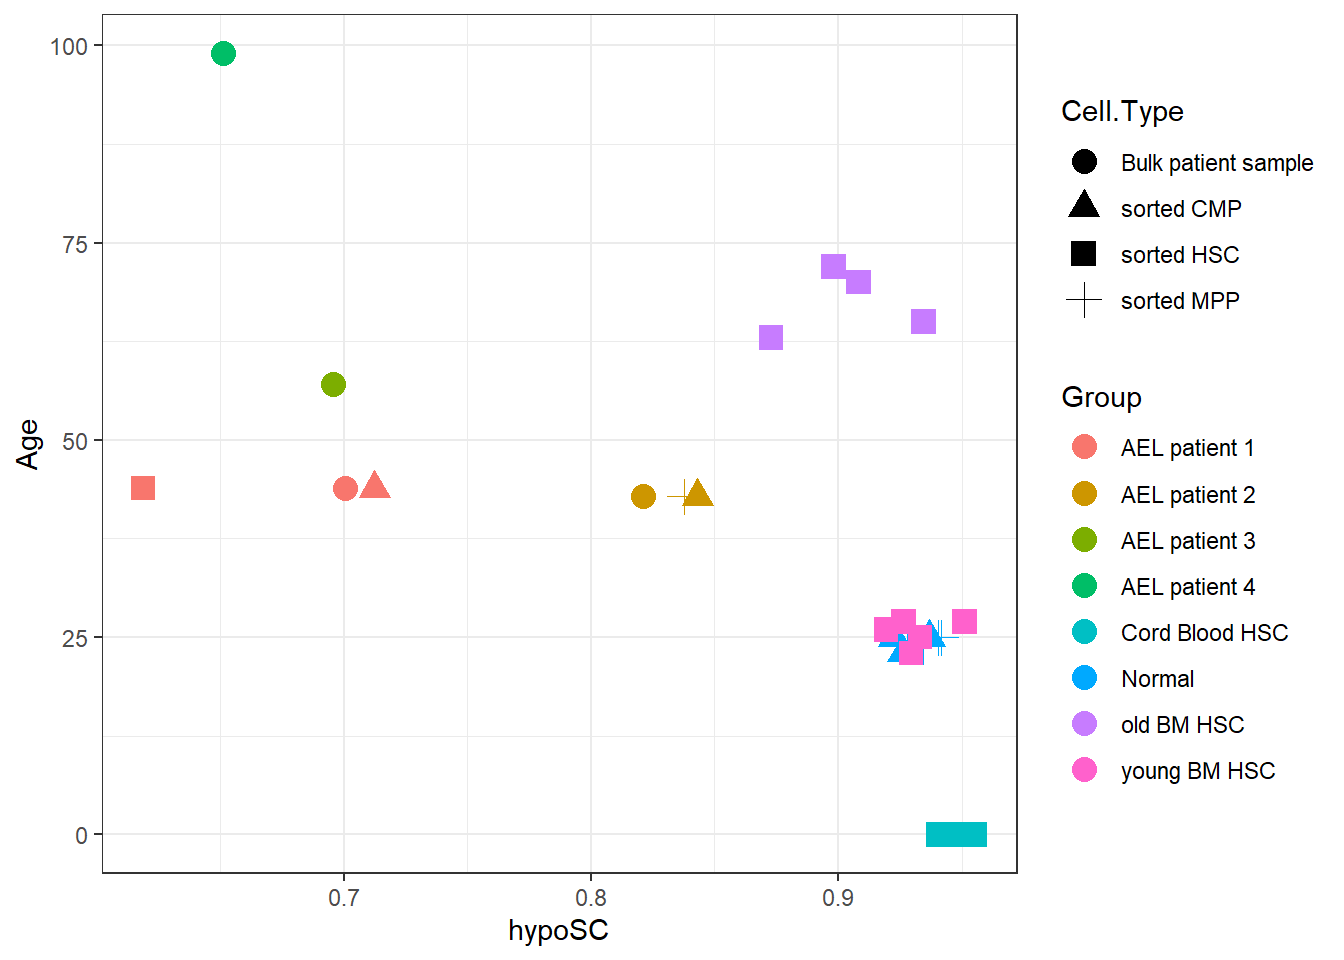 100
75
50
25
0
Age
0.7
0.8
0.9
hypoSC
Cell.Type
Bulk patient sample
sorted CMP
sorted HSC
sorted MPP
Group
AEL patient 1
AEL patient 2
AEL patient 3
AEL patient 4
Cord Blood HSC
Normal
old BM HSC
young BM HSC